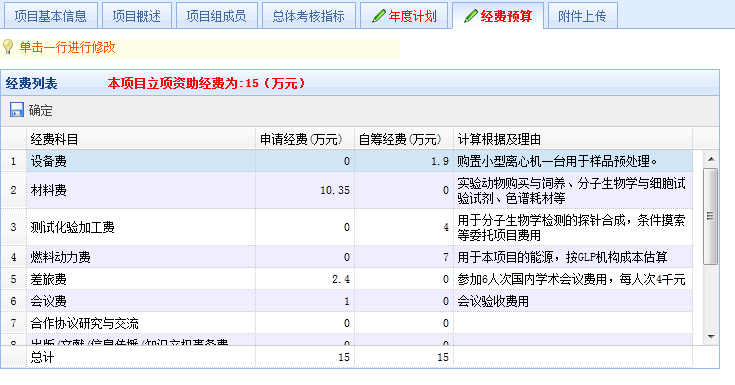 项目基本信息 项目概述 项目组成员 总体考核指标 年度计划 经费预算 附件上传
单击一行进行修改
经费列表 本项目立项资助经费为:15（万元）
确定
经费科目 申请经费(万元) 自筹经费(万元) 计算根据及理由
1 设备费 0 1.9 购置小型离心机一台用于样品预处理。
2 材料费 10.35 0 实验动物购买与饲养、分子生物学与细胞试
验试剂、色谱耗材等
3 测试化验加工费 0 4 用于分子生物学检测的探针合成，条件摸索
等委托项目费用
4 燃料动力费 0 7 用于本项目的能源，按GLP机构成本估算
5 差旅费 2.4 0 参加6人次国内学术会议费用，每人次4千元
6 会议费 1 0 会议验收费用
7 合作协议研究与交流 0 0
8 出版/文献/信息传播/知识产权事务费 0 0
总计 15 15